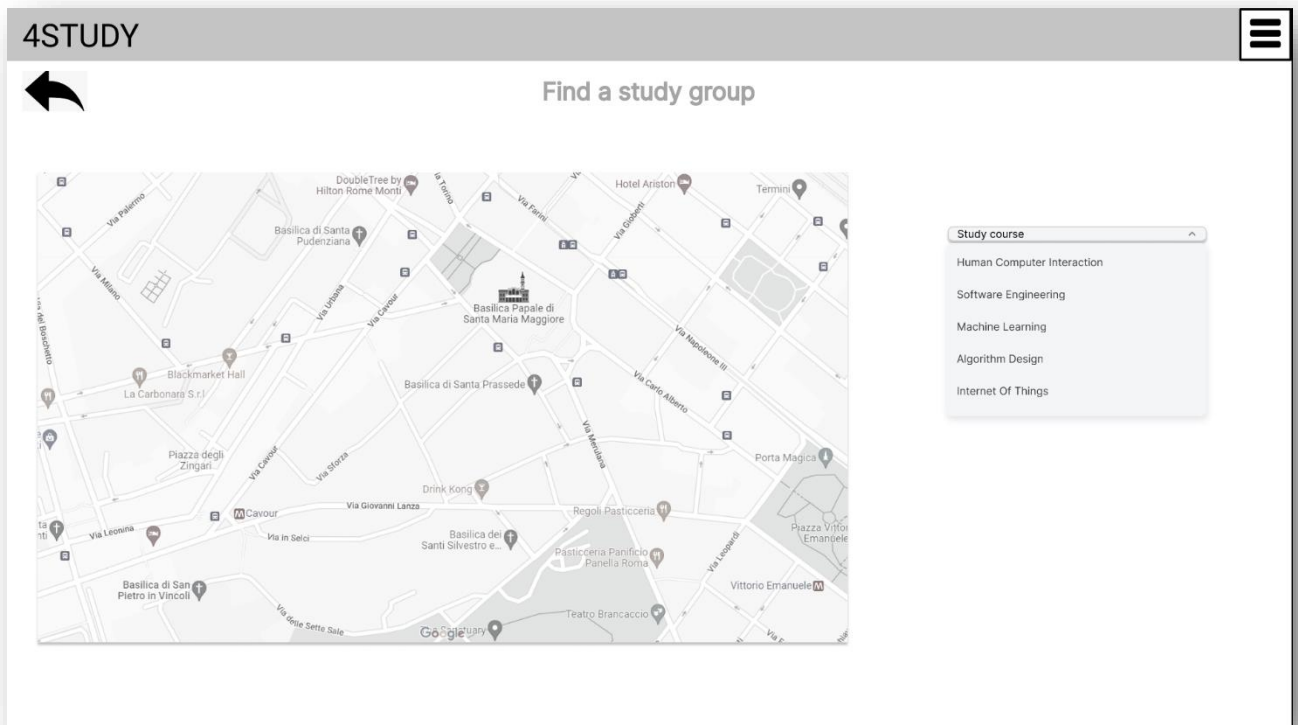 4STUDY
Find a study group
DoubleTree by
Hilton Rome Monti
Via Torino
Hotel Ariston
Termini
Via Palermo
Via Farini
Via Gioberti
Basilica di Santa
Pudenziana
Study course
Human Computer Interaction
Software Engineering
Machine Learning
Algorithm Design
Internet Of Things
Via Milano
Via Urbana
Via Cavour
Basilica Papale di
Santa Maria Maggiore
Via dei Boschetto
Via Napoleone III
Blackmarket Hall
La Carbonara S.r.l
Basilica di Santa Prassede
Via Carlo Alberto
Via Merulana
Piazza degli
Zingari
Via Cavour
Via Sforza
Porta Magica
Drink Kong
Via Giovanni Lanza
M Cavour
Regoli Pasticceria
Via Leonina
Via in Selci
Basilica dei
Santi Silvestro e...
Piazza Vittor
Emanuele
Pasticceria Panificio
Panella Roma
Via Leopardi
Basilica di San
Pietro in Vincoli
Vittorio Emanuele M
Via delle Sette Sale
Teatro Brancaccio
Google